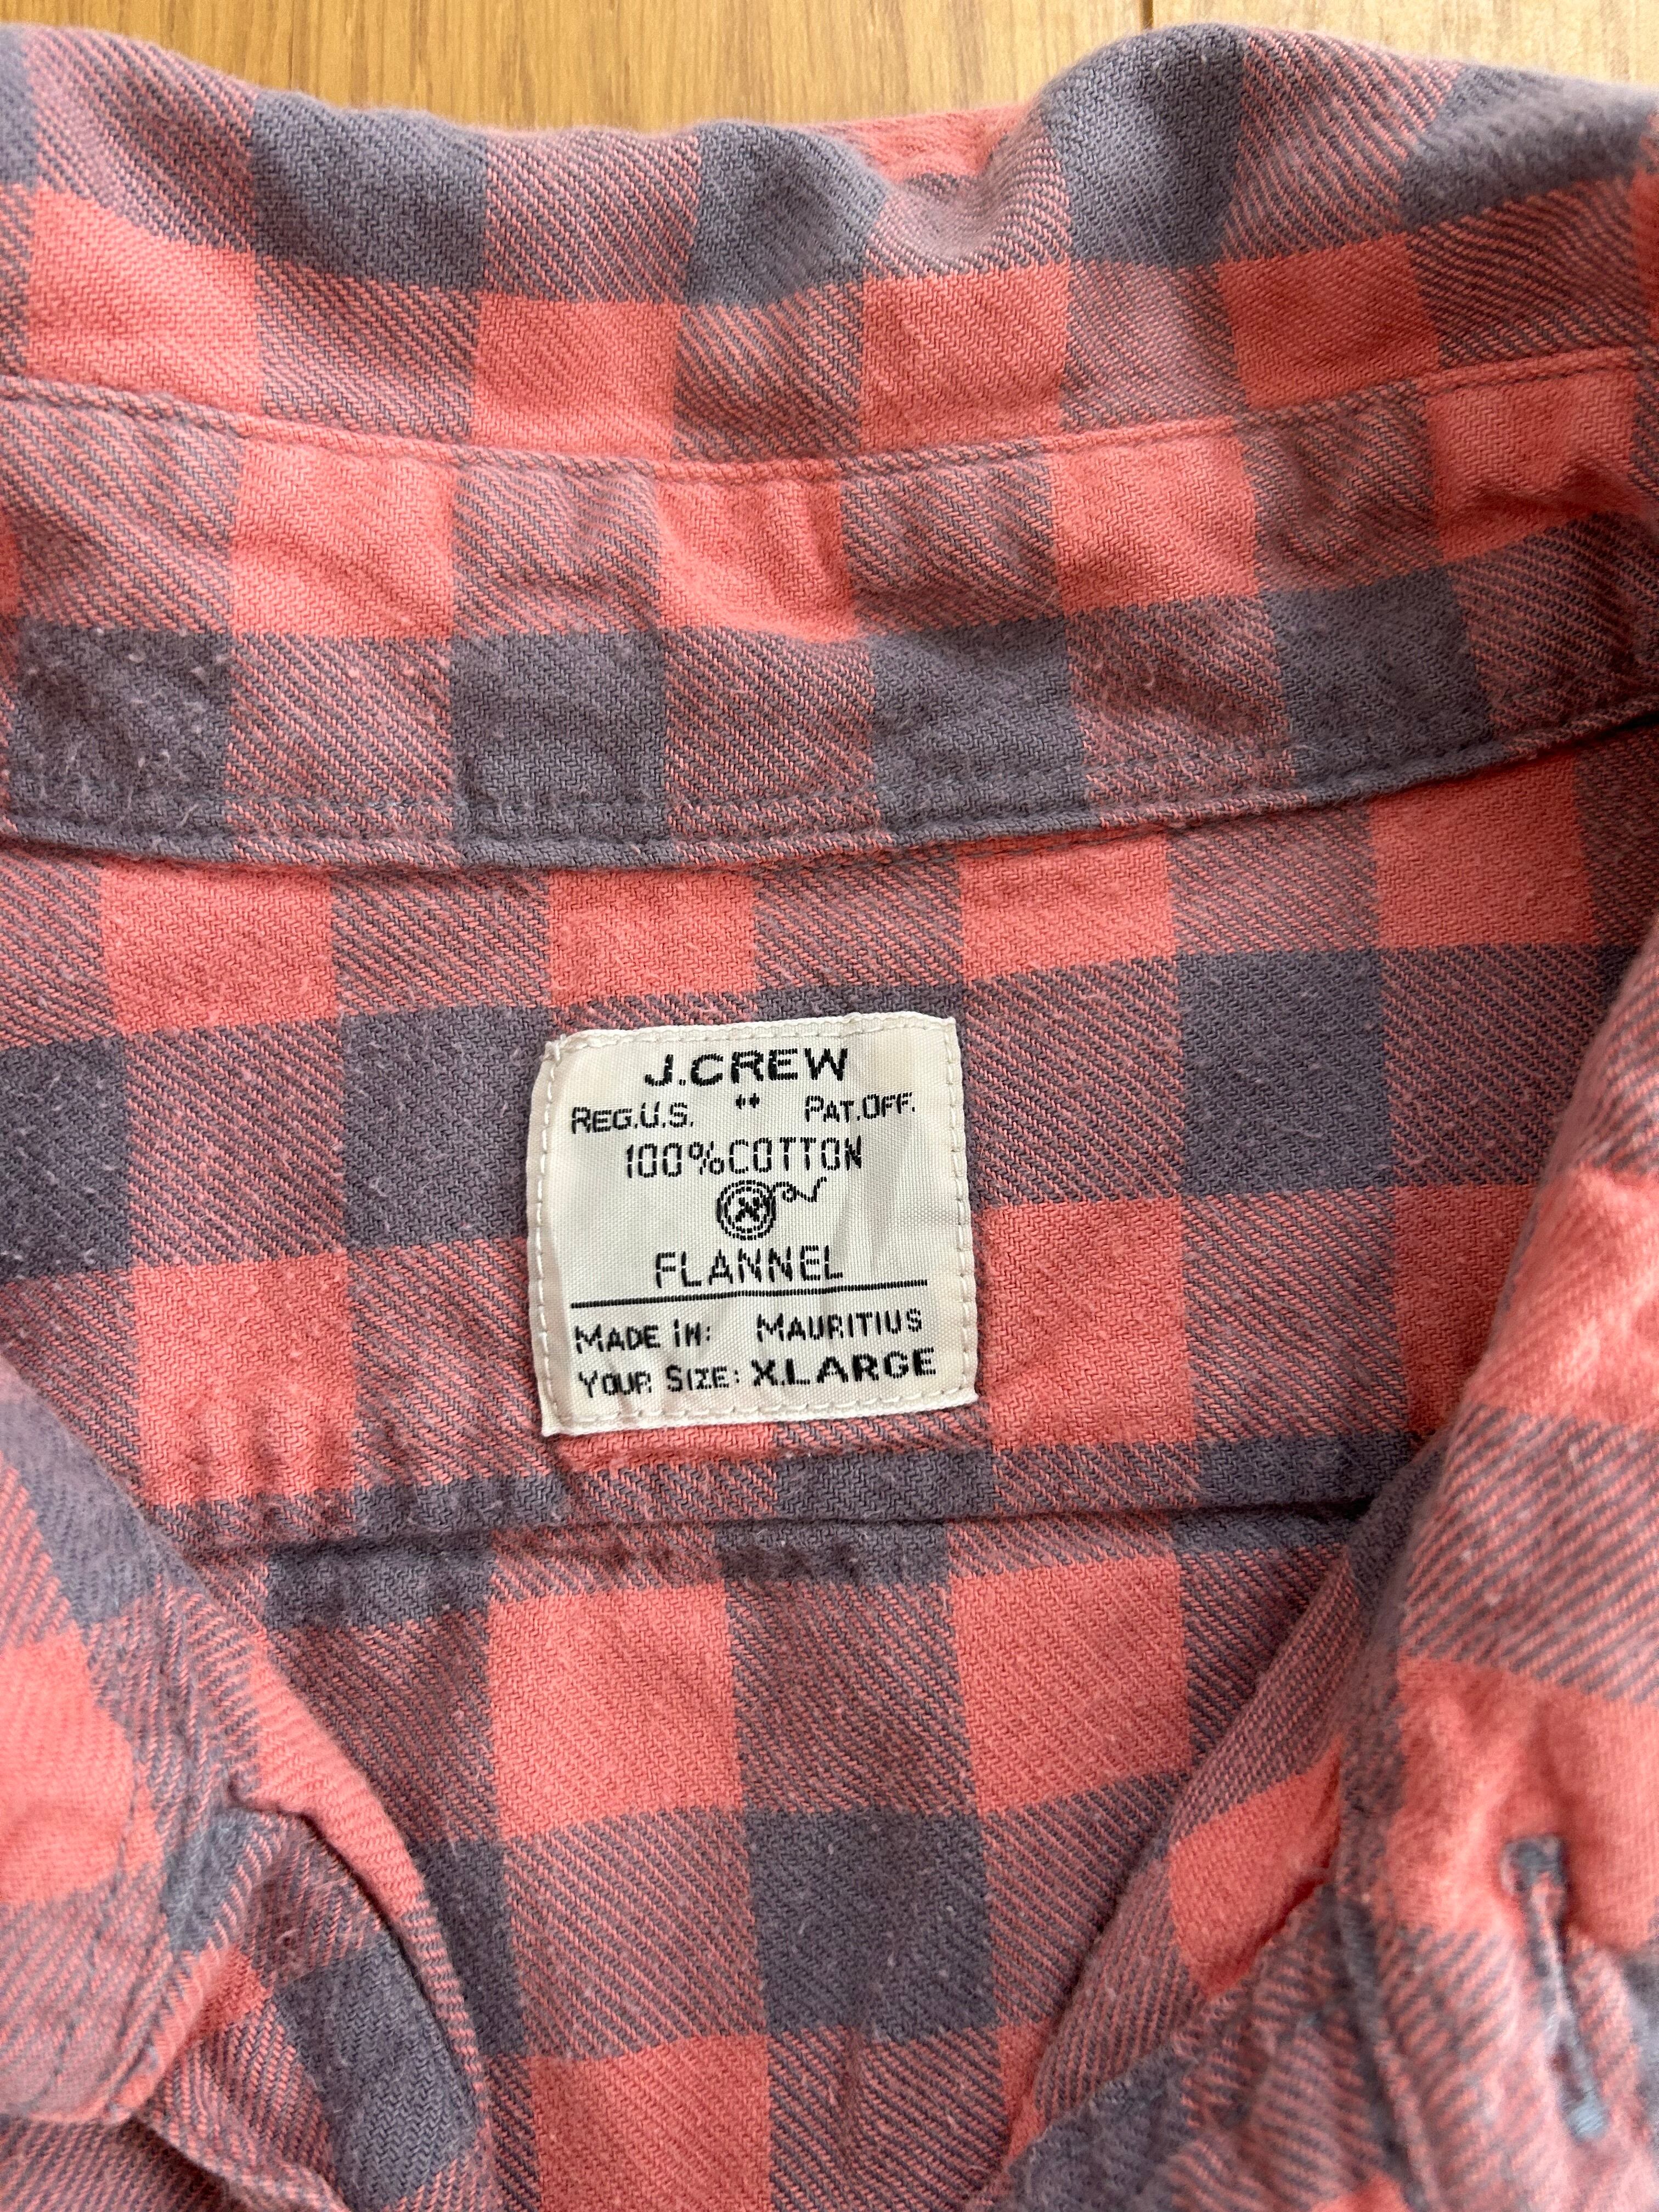 J.CREW
REG.U.S. " PAT.OFF.
100%COTTON
FLANNEL
MADE IN: MAURITIUS
YOUR SIZE: X.LARGE